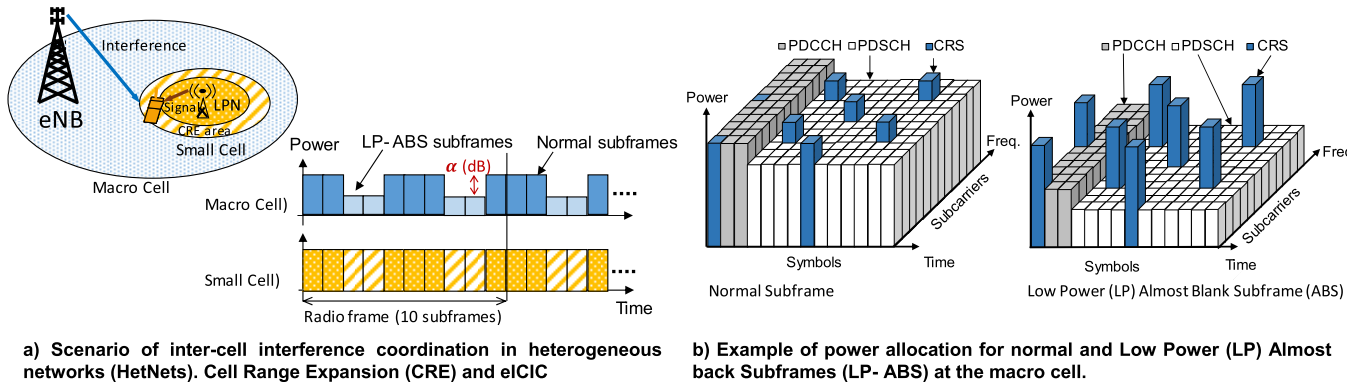 Interference
eNB
Signal
LPN
CRE area
Small Cell
Macro Cell
Power
LP- ABS subframes
Normal subframes
α (dB)
Macro Cell)
....
Small Cell)
....
Time
Radio frame (10 subframes)
a) Scenario of inter-cell interference coordination in heterogeneous
networks (HetNets). Cell Range Expansion (CRE) and eICIC
PDCCH PDSCH CRS
Power
Freq.
Subcarriers
Symbols
Time
Normal Subframe
PDCCH PDSCH CRS
Power
Freq
Subcarriers
Symbols
Time
Low Power (LP) Almost Blank Subframe (ABS)
b) Example of power allocation for normal and Low Power (LP) Almost
back Subframes (LP- ABS) at the macro cell.